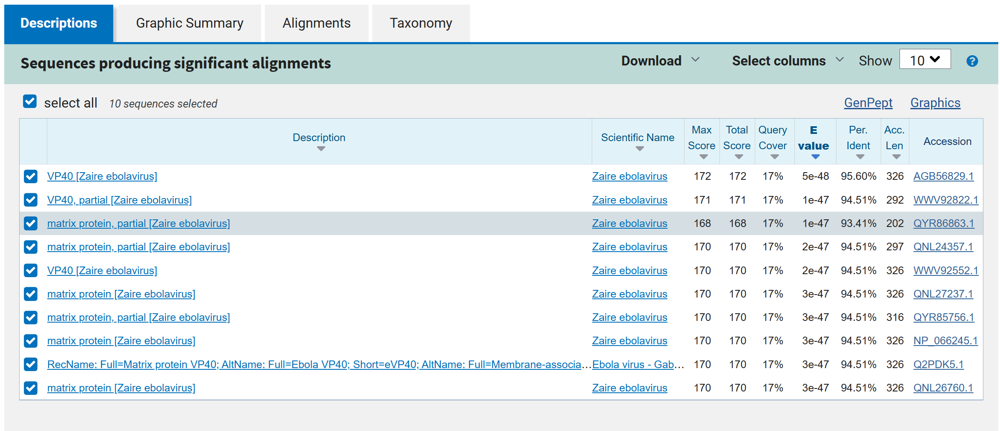 Descriptions Graphic Summary Alignments Taxonomy
Sequences producing significant alignments Download Select columns Show 10 ?
select all 10 sequences selected GenPept Graphics
Description Scientific Name Max Score Total Score Query Cover E value Per. Ident Acc. Len Accession
VP40 [Zaire ebolavirus] Zaire ebolavirus 172 172 17% 5e-48 95.60% 326 AGB56829.1
VP40, partial [Zaire ebolavirus] Zaire ebolavirus 171 171 17% 1e-47 94.51% 292 WWV92822.1
matrix protein, partial [Zaire ebolavirus] Zaire ebolavirus 168 168 17% 1e-47 93.41% 202 QYR86863.1
matrix protein, partial [Zaire ebolavirus] Zaire ebolavirus 170 170 17% 2e-47 94.51% 297 QNL24357.1
VP40 [Zaire ebolavirus] Zaire ebolavirus 170 170 17% 2e-47 94.51% 326 WWV92552.1
matrix protein [Zaire ebolavirus] Zaire ebolavirus 170 170 17% 3e-47 94.51% 326 QNL27237.1
matrix protein, partial [Zaire ebolavirus] Zaire ebolavirus 170 170 17% 3e-47 94.51% 316 QYR85756.1
matrix protein [Zaire ebolavirus] Zaire ebolavirus 170 170 17% 3e-47 94.51% 326 NP_066245.1
RecName: Full=Matrix protein VP40; AltName: Full=Ebola VP40; Short=eVP40; AltName: Full=Membrane-associa... Ebola virus - Gab... 170 170 17% 3e-47 94.51% 326 Q2PDK5.1
matrix protein [Zaire ebolavirus] Zaire ebolavirus 170 170 17% 3e-47 94.51% 326 QNL26760.1